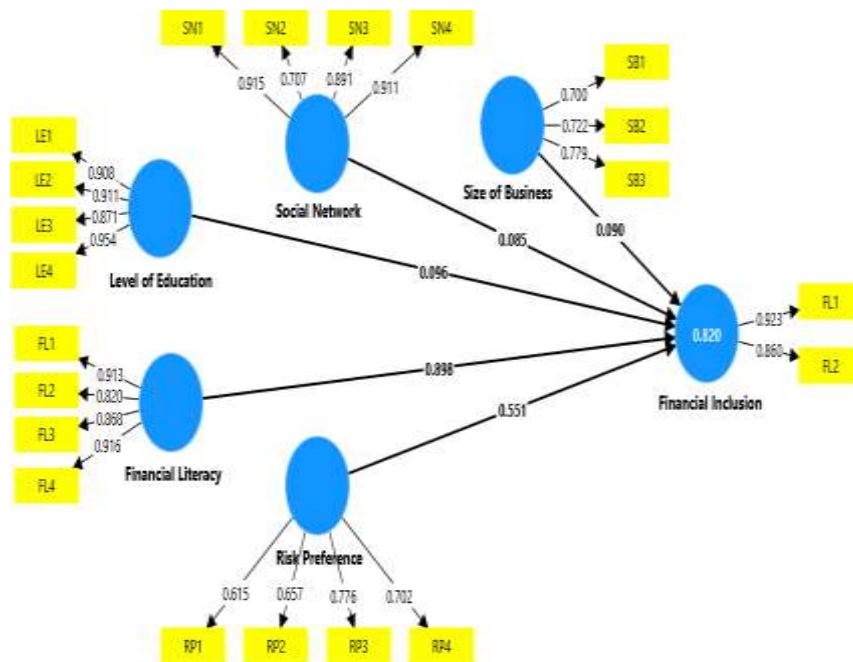 SN1
SN2
SN3
SN4
0.915
0.707
0.891
0.911
Social Network
SB1
SB2
SB3
0.700
0.722
0.779
Size of Business
LE1
LE2
LE3
LE4
0.908
0.911
0.871
0.954
Level of Education
0.090
0.085
0.096
0.898
0.551
FL1
FL2
FL3
FL4
0.913
0.820
0.868
0.916
Financial Literacy
0.820
Financial Inclusion
0.923
0.860
FL1
FL2
Risk Preference
0.615
0.657
0.776
0.702
RP1
RP2
RP3
RP4